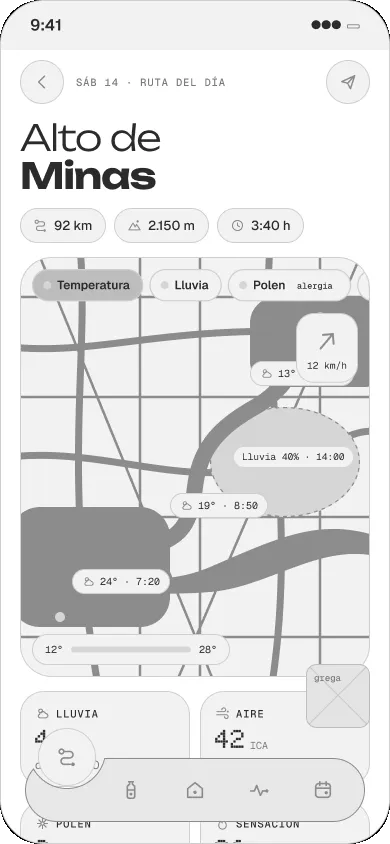 9:41
SÁB 14 · RUTA DEL DÍA
Alto de
Minas
92 km
2.150 m
3:40 h
Temperatura
Lluvia
Polen alergia
13°
12 km/h
Lluvia 40% · 14:00
19° · 8:50
24° · 7:20
12°
28°
grega
LLUVIA
AIRE
42 ICA
POLEN
SENSACIÓN